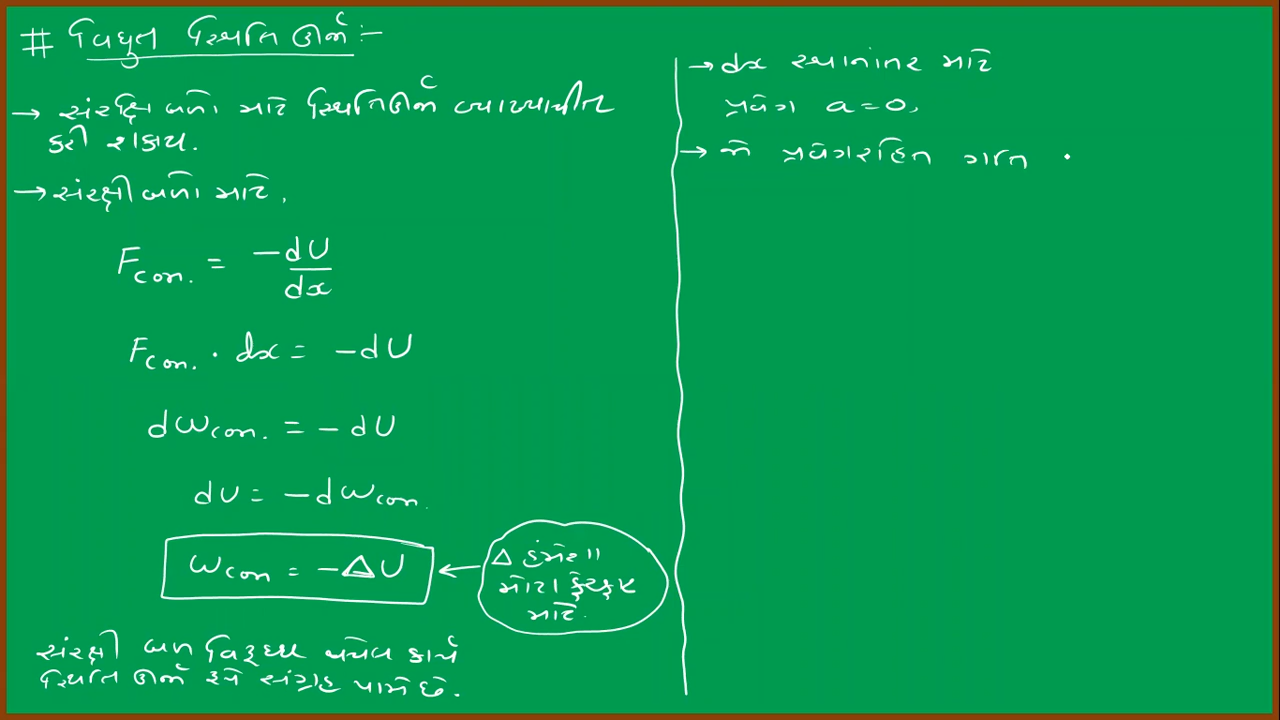 # વિધુત સ્થિતિ ઊર્જા :-
→ સંરક્ષી બળો માટે સ્થિતિઊર્જા વ્યાખ્યાયીત
કરી શકાય.
→ સંરક્ષી બળો માટે,
Fcon. = -dU/dx
Fcon. · dx = -dU
dWcon. = -dU
dU = -dWcon.
Wcon = -ΔU
Δ હંમેશા ॥
મોટા ફેરફાર
માટે.
સંરક્ષી બળ વિરૂધ્ધ થયેલ કાર્ય
સ્થિતિ ઊર્જા રૂપે સંગ્રહ પામે છે.
→ dx સ્થાનાંતર માટે
પ્રવેગ a = 0,
→ તે પ્રવેગરહિત ગતિ .